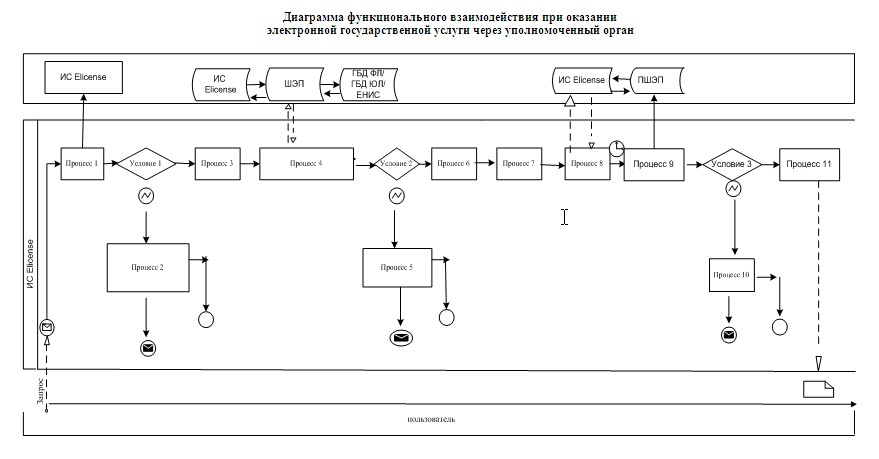 Диаграмма функционального взаимодействия при оказании
электронной государственной услуги через уполномоченный орган
ИС Elicense
ИС
Elicense
ШЭП
ГБД ФЛ/
ГБД ЮЛ/
ЕНИС
ИС Elicense
ПШЭП
ИС Elicense
Процесс 1
Условие 1
Процесс 3
Процесс 4
Условие 2
Процесс 6
Процесс 7
Процесс 8
Процесс 9
Условие 3
Процесс 11
Процесс 2
Процесс 5
Процесс 10
Запрос
пользователь